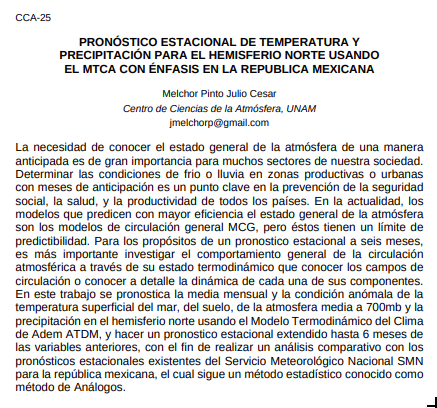 CCA-25
PRONÓSTICO ESTACIONAL DE TEMPERATURA Y
PRECIPITACIÓN PARA EL HEMISFERIO NORTE USANDO
EL MTCA CON ÉNFASIS EN LA REPUBLICA MEXICANA
Melchor Pinto Julio Cesar
Centro de Ciencias de la Atmósfera, UNAM
jmelchorp@gmail.com
La necesidad de conocer el estado general de la atmósfera de una manera
anticipada es de gran importancia para muchos sectores de nuestra sociedad.
Determinar las condiciones de frio o lluvia en zonas productivas o urbanas
con meses de anticipación es un punto clave en la prevención de la seguridad
social, la salud, y la productividad de todos los países. En la actualidad, los
modelos que predicen con mayor eficiencia el estado general de la atmósfera
son los modelos de circulación general MCG, pero éstos tienen un límite de
predictibilidad. Para los propósitos de un pronostico estacional a seis meses,
es más importante investigar el comportamiento general de la circulación
atmosférica a través de su estado termodinámico que conocer los campos de
circulación o conocer a detalle la dinámica de cada una de sus componentes.
En este trabajo se pronostica la media mensual y la condición anómala de la
temperatura superficial del mar, del suelo, de la atmosfera media a 700mb y la
precipitación en el hemisferio norte usando el Modelo Termodinámico del Clima
de Adem ATDM, y hacer un pronostico estacional extendido hasta 6 meses de
las variables anteriores, con el fin de realizar un análisis comparativo con los
pronósticos estacionales existentes del Servicio Meteorológico Nacional SMN
para la república mexicana, el cual sigue un método estadístico conocido como
método de Análogos.